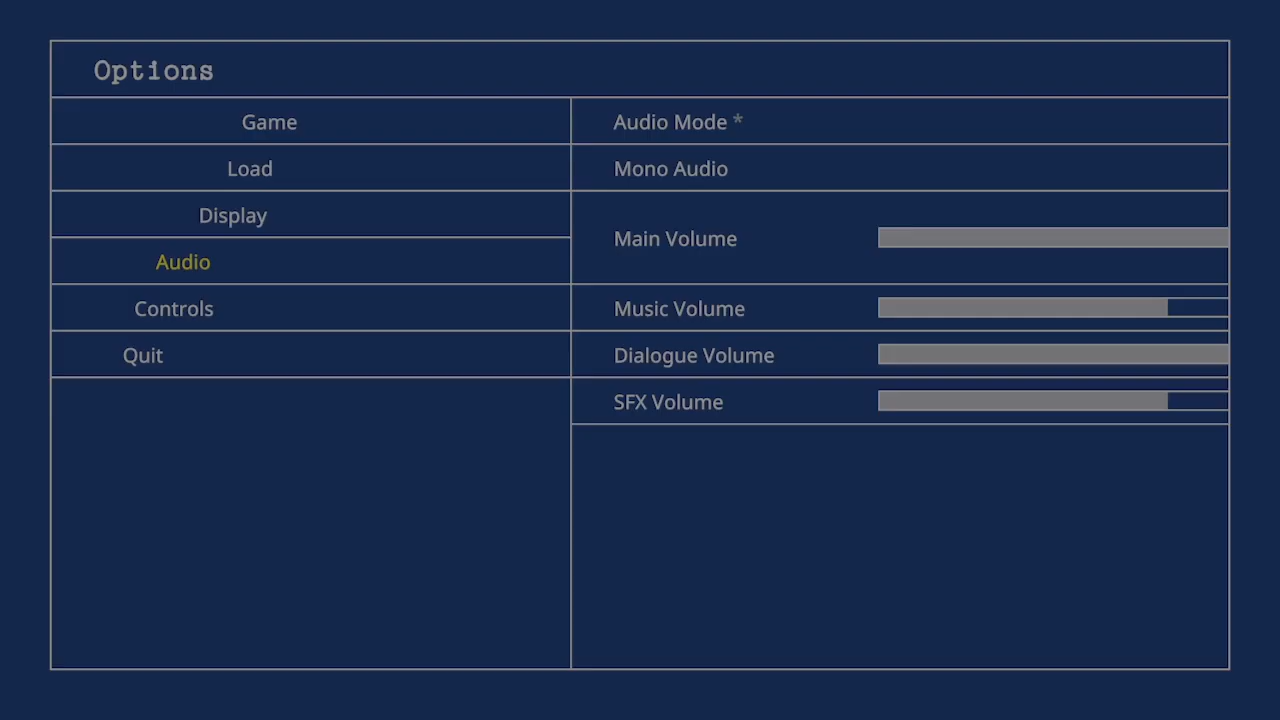 Options
Game
Load
Display
Audio
Controls
Quit
Audio Mode *
Mono Audio
Main Volume
Music Volume
Dialogue Volume
SFX Volume